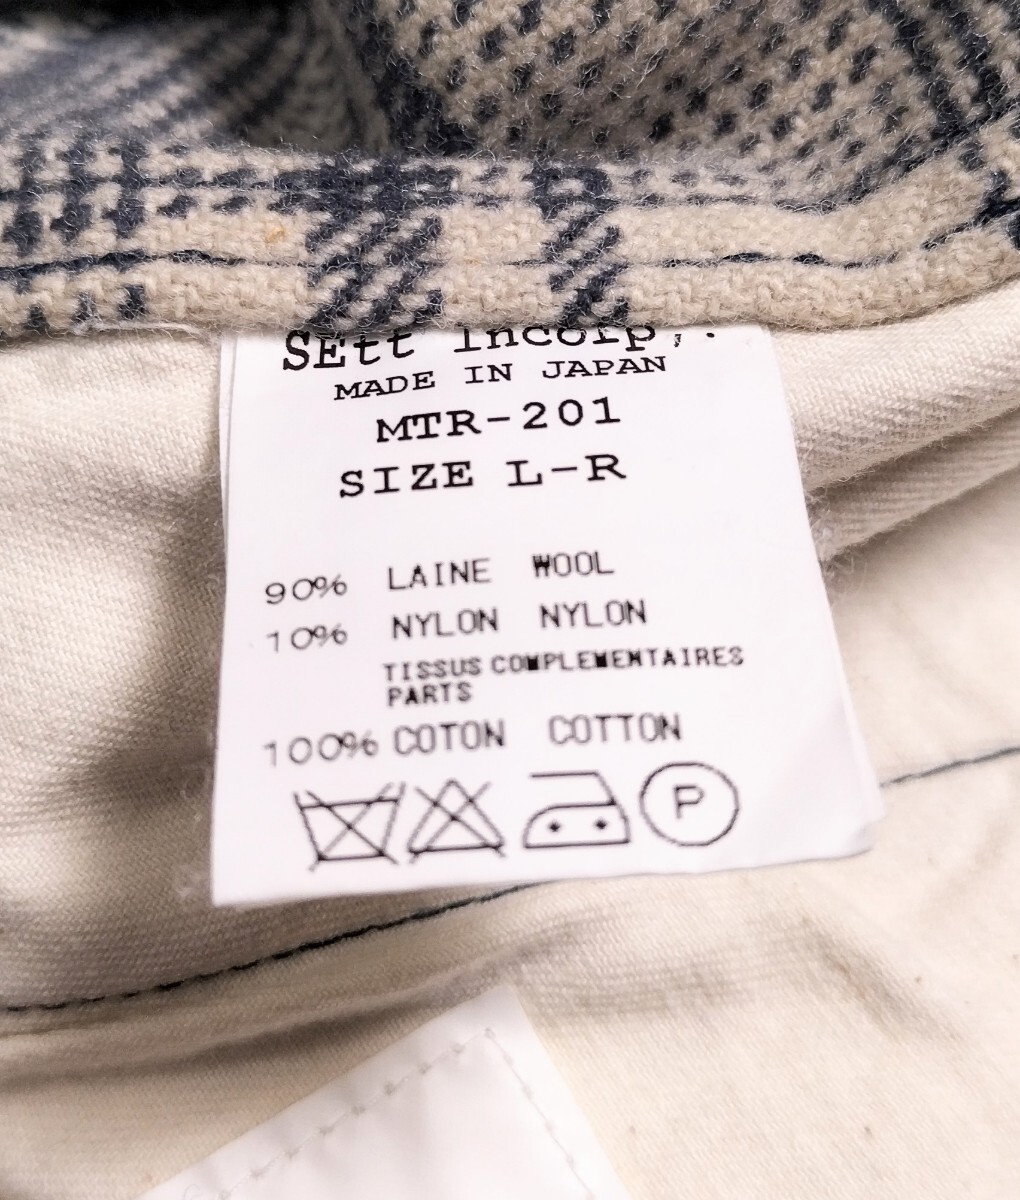 SEtt Incorp,.
MADE IN JAPAN
MTR-201
SIZE L-R
90% LAINE WOOL
10% NYLON NYLON
TISSUS COMPLEMENTAIRES
PARTS
100% COTON COTTON
P